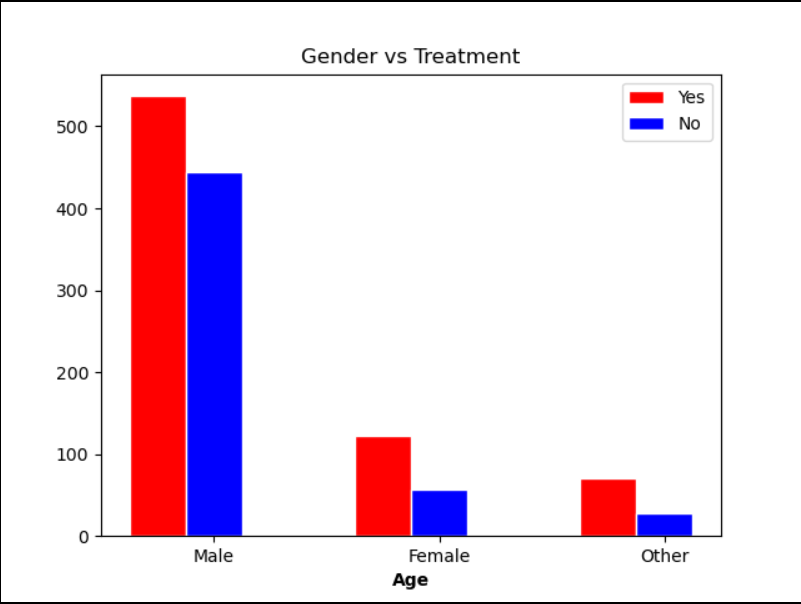 Gender vs Treatment
Yes
No
500
400
300
200
100
0
Male Female Other
Age